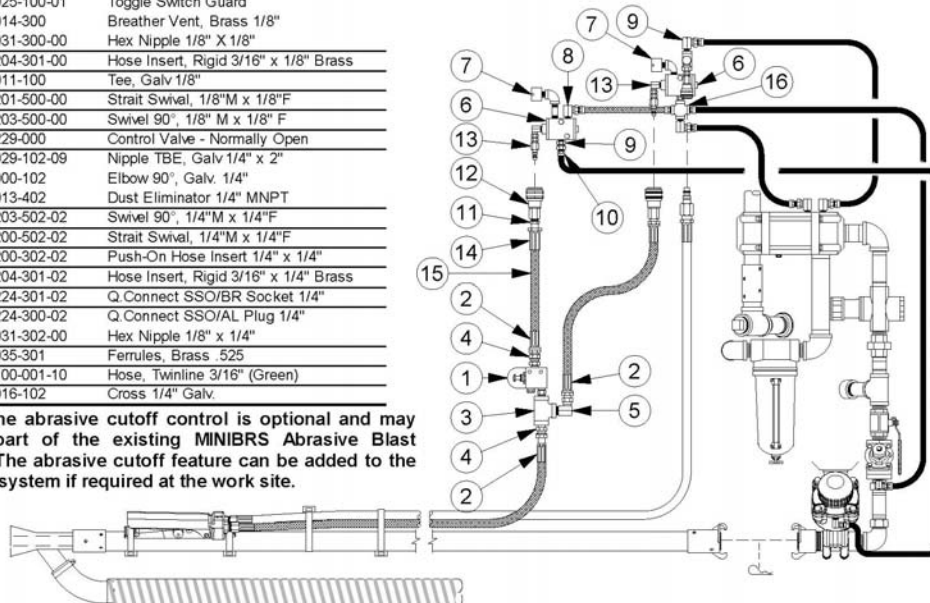 025-100-01 Toggle Switch Guard
014-300 Breather Vent, Brass 1/8"
031-300-00 Hex Nipple 1/8" X 1/8"
204-301-00 Hose Insert, Rigid 3/16" x 1/8" Brass
011-100 Tee, Galv 1/8"
201-500-00 Strait Swival, 1/8"M x 1/8"F
203-500-00 Swivel 90°, 1/8" M x 1/8" F
229-000 Control Valve - Normally Open
029-102-09 Nipple TBE, Galv 1/4" x 2"
00-102 Elbow 90°, Galv. 1/4"
013-402 Dust Eliminator 1/4" MNPT
203-502-02 Swivel 90°, 1/4"M x 1/4"F
200-502-02 Strait Swival, 1/4"M x 1/4"F
200-302-02 Push-On Hose Insert 1/4" x 1/4"
204-301-02 Hose Insert, Rigid 3/16" x 1/4" Brass
224-301-02 Q.Connect SSO/BR Socket 1/4"
224-300-02 Q.Connect SSO/AL Plug 1/4"
031-302-00 Hex Nipple 1/8" x 1/4"
035-301 Ferrules, Brass .525
00-001-10 Hose, Twinline 3/16" (Green)
016-102 Cross 1/4" Galv.
he abrasive cutoff control is optional and may
part of the existing MINIBRS Abrasive Blast
The abrasive cutoff feature can be added to the
system if required at the work site.
9
7
8
7
13
6
6
16
13
9
12
10
11
14
15
2
4
1
2
3
5
4
2